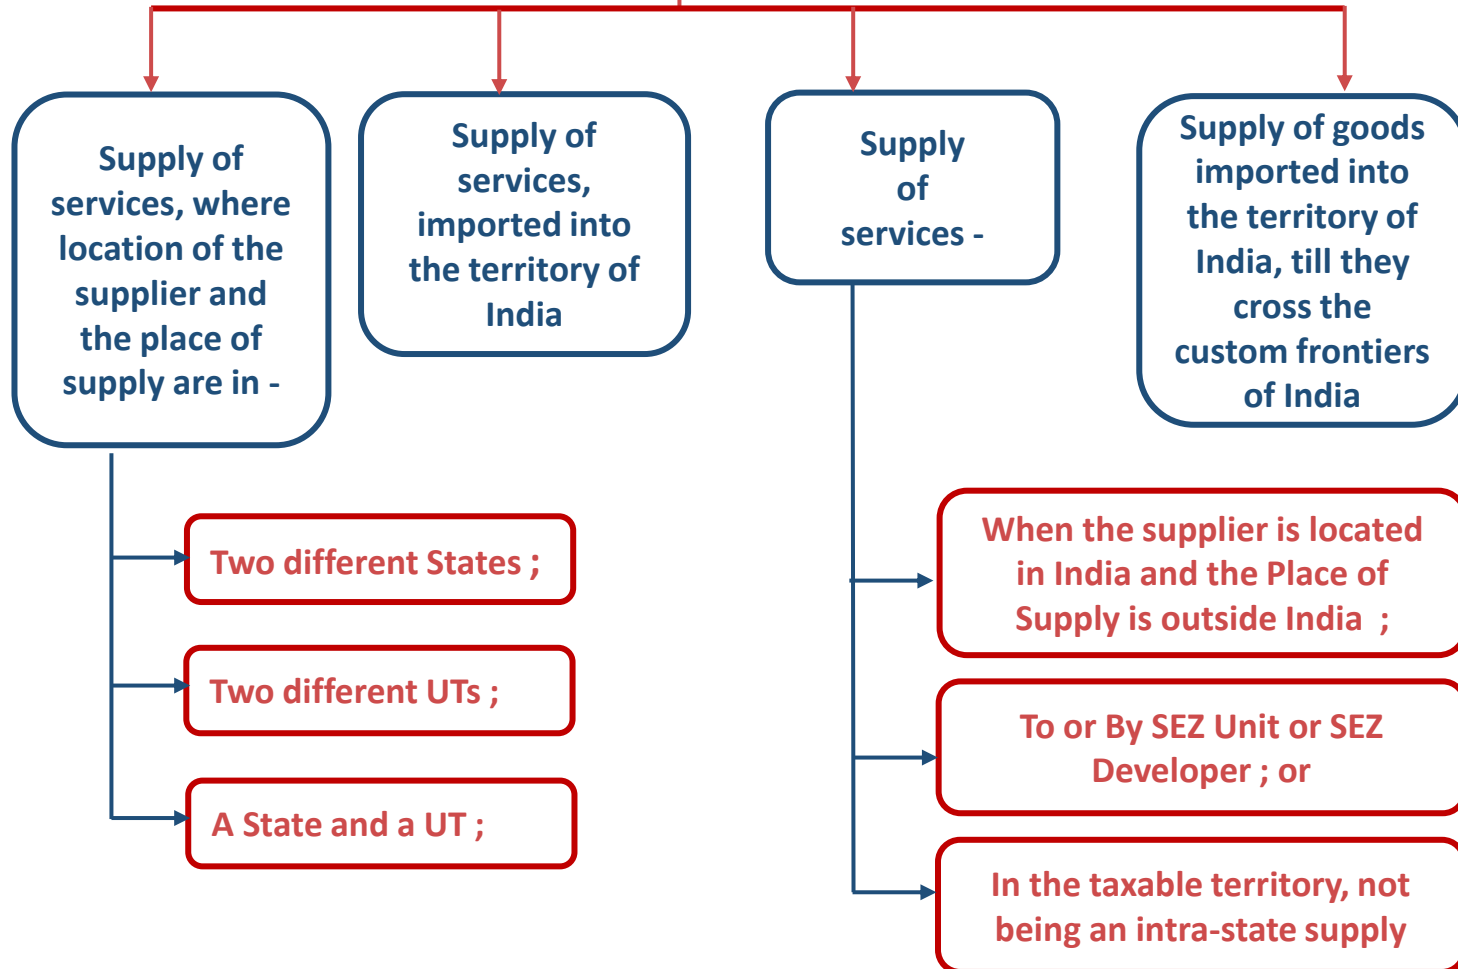 Supply of
services, where
location of the
supplier and
the place of
supply are in -
Two different States ;
Two different UTs ;
A State and a UT ;
Supply of
services,
imported into
the territory of
India
Supply
of
services -
When the supplier is located
in India and the Place of
Supply is outside India ;
To or By SEZ Unit or SEZ
Developer ; or
In the taxable territory, not
being an intra-state supply
Supply of goods
imported into
the territory of
India, till they
cross the
custom frontiers
of India